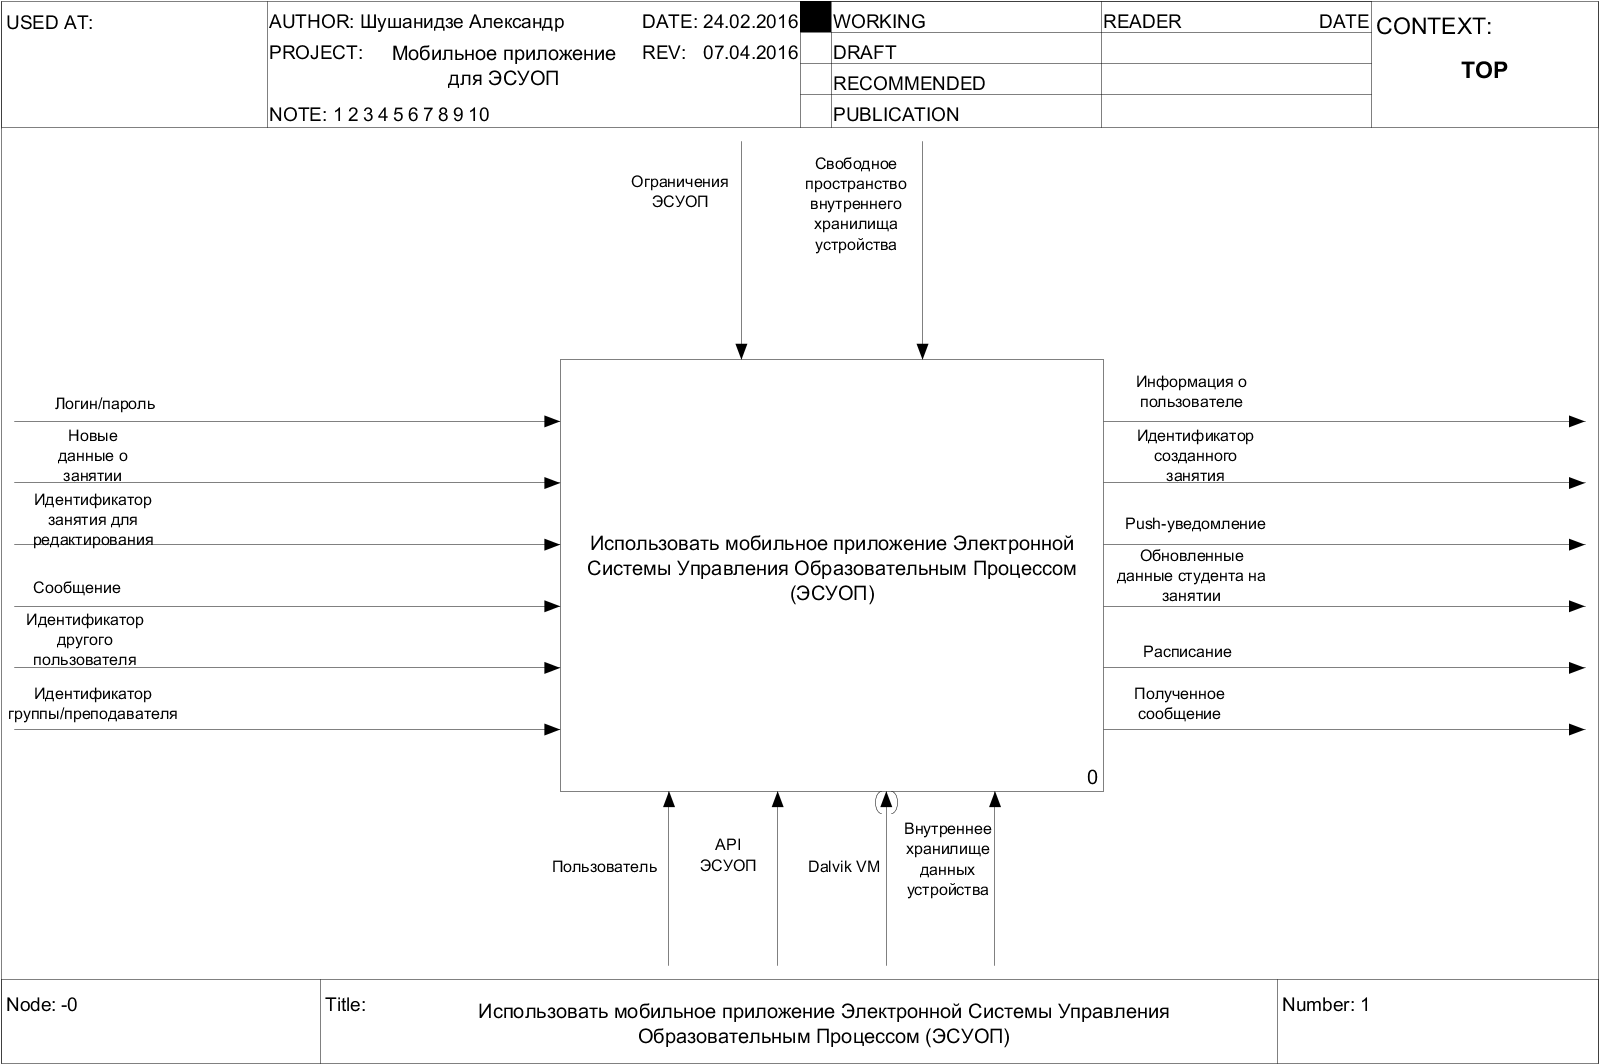 USED AT:
AUTHOR: Шушанидзе Александр
DATE: 24.02.2016
PROJECT: Мобильное приложение
для ЭСУОП
REV: 07.04.2016
NOTE: 1 2 3 4 5 6 7 8 9 10
WORKING
DRAFT
RECOMMENDED
PUBLICATION
READER DATE
CONTEXT:
TOP
Ограничения
ЭСУОП
Свободное
пространство
внутреннего
хранилища
устройства
Логин/пароль
Новые
данные о
занятии
Идентификатор
занятия для
редактирования
Сообщение
Идентификатор
другого
пользователя
Идентификатор
группы/преподавателя
Использовать мобильное приложение Электронной
Системы Управления Образовательным Процессом
(ЭСУОП)
0
Информация о
пользователе
Идентификатор
созданного
занятия
Push-уведомление
Обновленные
данные студента на
занятии
Расписание
Полученное
сообщение
Пользователь
API
ЭСУОП
Dalvik VM
Внутреннее
хранилище
данных
устройства
Node: -0
Title:
Использовать мобильное приложение Электронной Системы Управления
Образовательным Процессом (ЭСУОП)
Number: 1